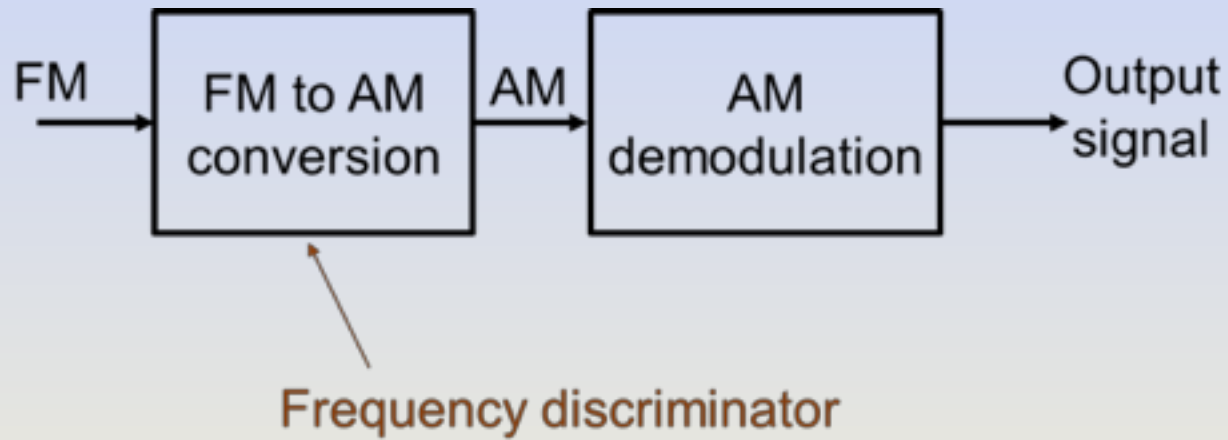 FM
FM to AM
conversion
AM
AM
demodulation
Output
signal
Frequency discriminator